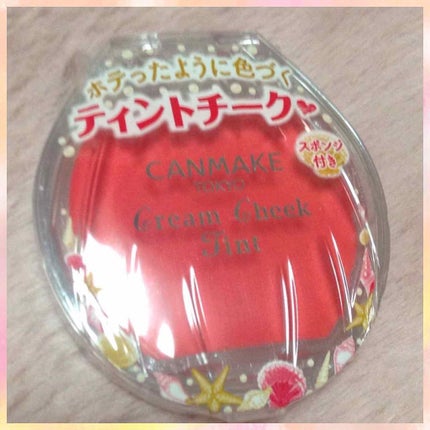 ホテったように色づく
ティントチーク♥
スポンジ
付き
CANMAKE
TOKYO
Cream Cheek
Tint